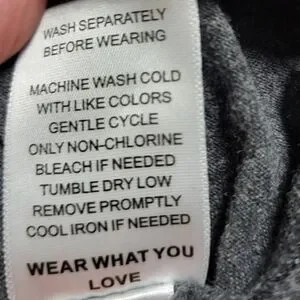 WASH SEPARATELY
BEFORE WEARING
MACHINE WASH COLD
WITH LIKE COLORS
GENTLE CYCLE
ONLY NON-CHLORINE
BLEACH IF NEEDED
TUMBLE DRY LOW
REMOVE PROMPTLY
COOL IRON IF NEEDED
WEAR WHAT YOU
LOVE